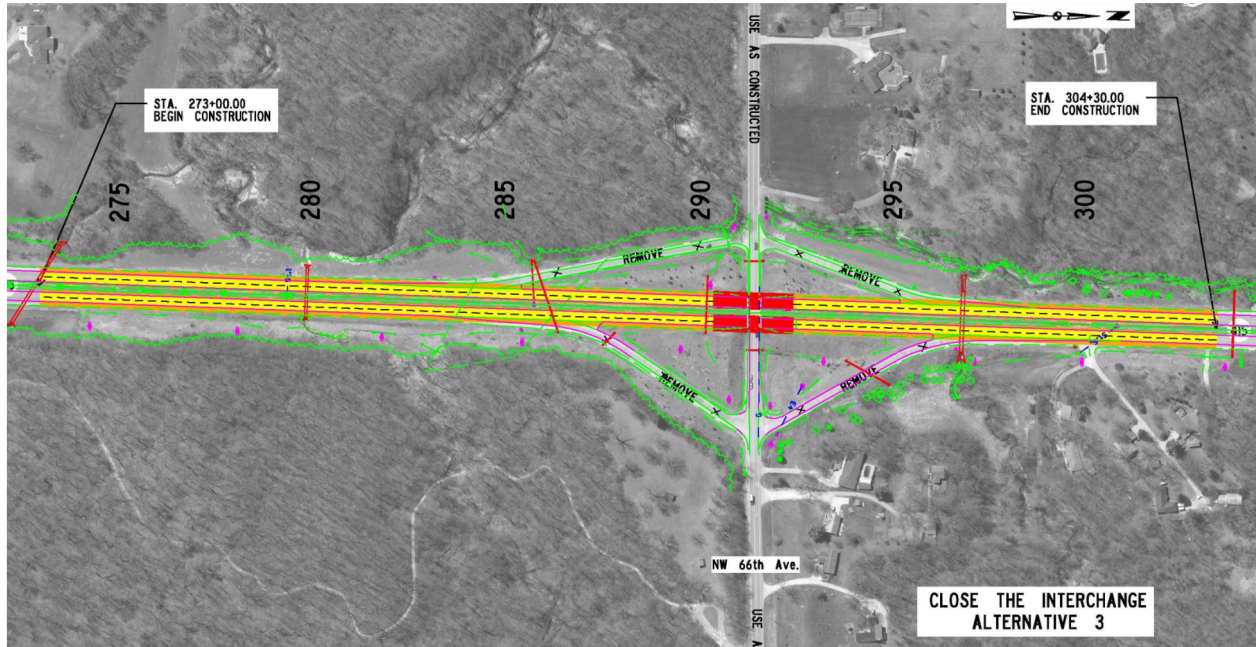 USE AS CONSTRUCTED
N
STA. 273+00.00
BEGIN CONSTRUCTION
STA. 304+30.00
END CONSTRUCTION
275
280
285
290
295
300
REMOVE
REMOVE
REMOVE
REMOVE
NW 66th Ave.
USE A
CLOSE THE INTERCHANGE
ALTERNATIVE 3